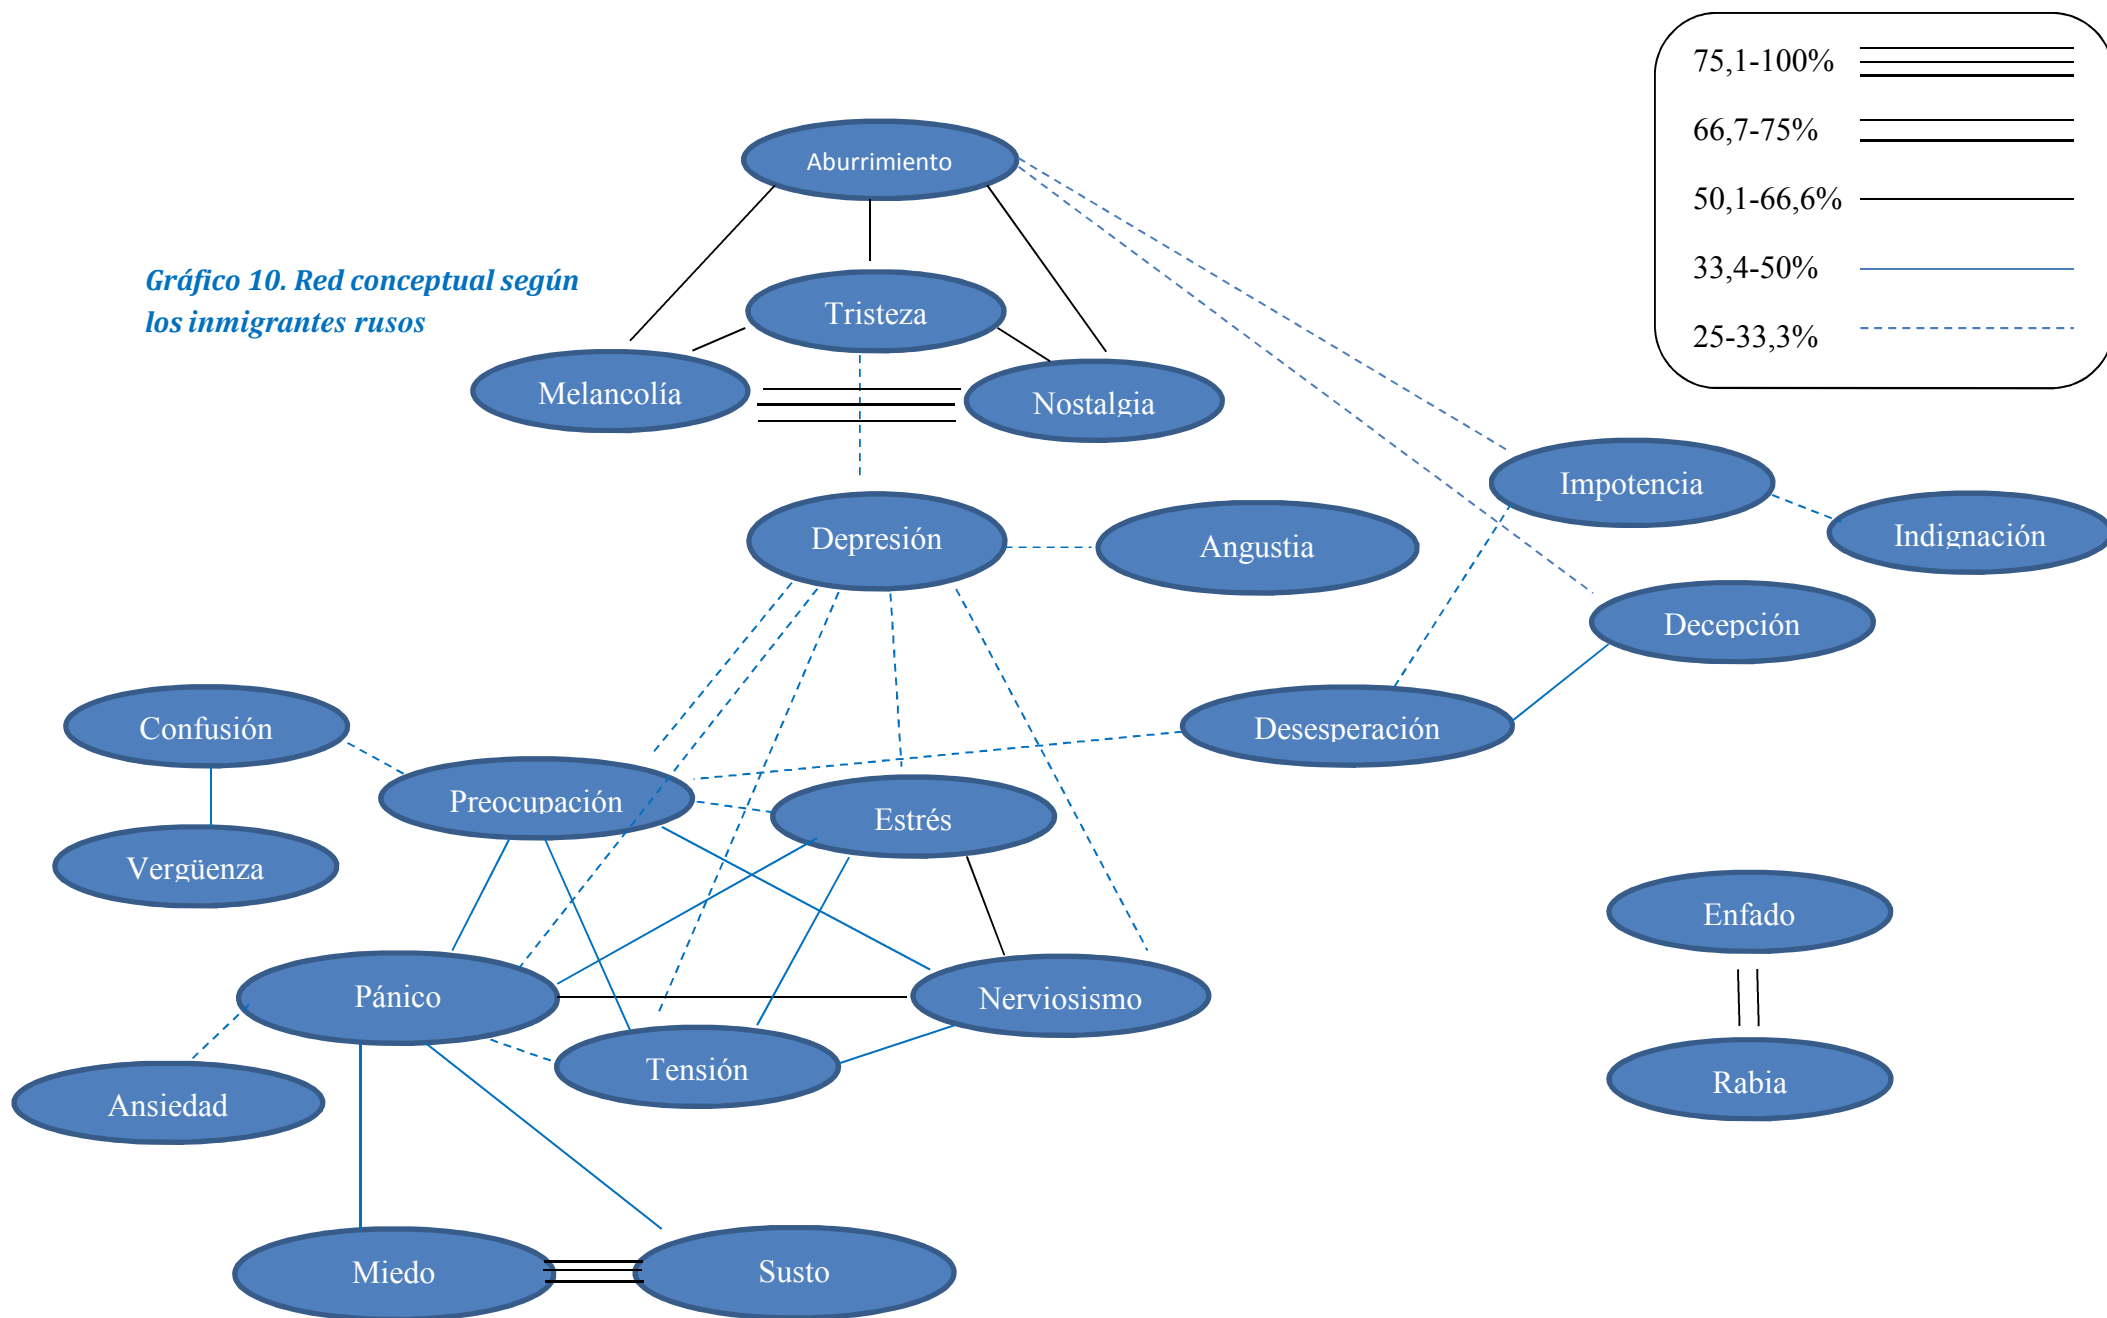 75,1-100%
66,7-75%
50,1-66,6%
33,4-50%
25-33,3%
Aburrimiento
Gráfico 10. Red conceptual según
los inmigrantes rusos
Tristeza
Melancolía
Nostalgia
Impotencia
Indignación
Depresión
Angustia
Decepción
Confusión
Desesperación
Preocupación
Estrés
Vergüenza
Enfado
Pánico
Nerviosismo
Tensión
Rabia
Ansiedad
Miedo
Susto